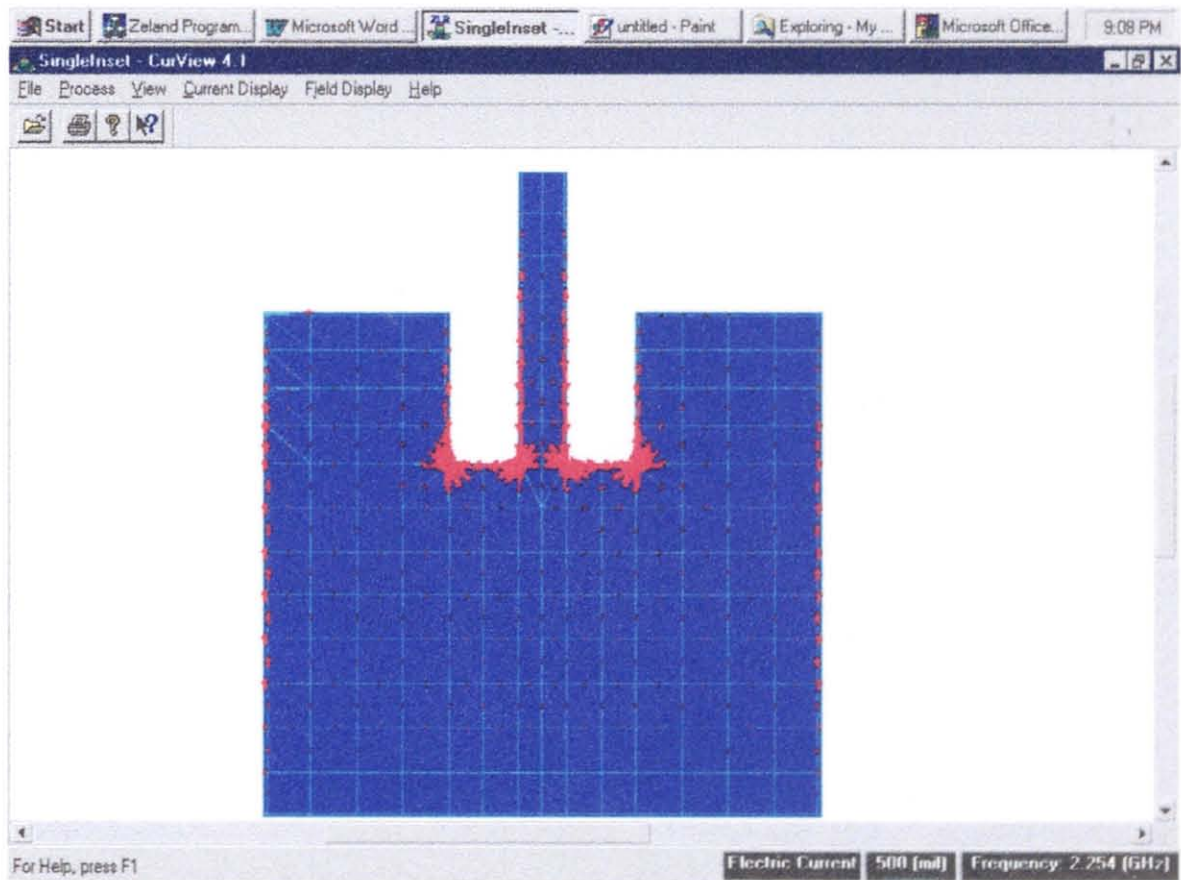 Start Zeland Program... Microsoft Word ... SingleInset -... untitled - Paint Exploring - My ... Microsoft Office... 9:08 PM
SingleInset - CurView 4.1
File Process View Current Display Field Display Help
For Help, press F1 Electric Current 500 (mil) Frequency: 2.254 (GHz)